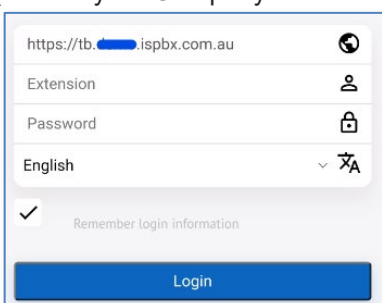 https://tb. .ispbx.com.au
Extension
Password
English
Remember login information
Login